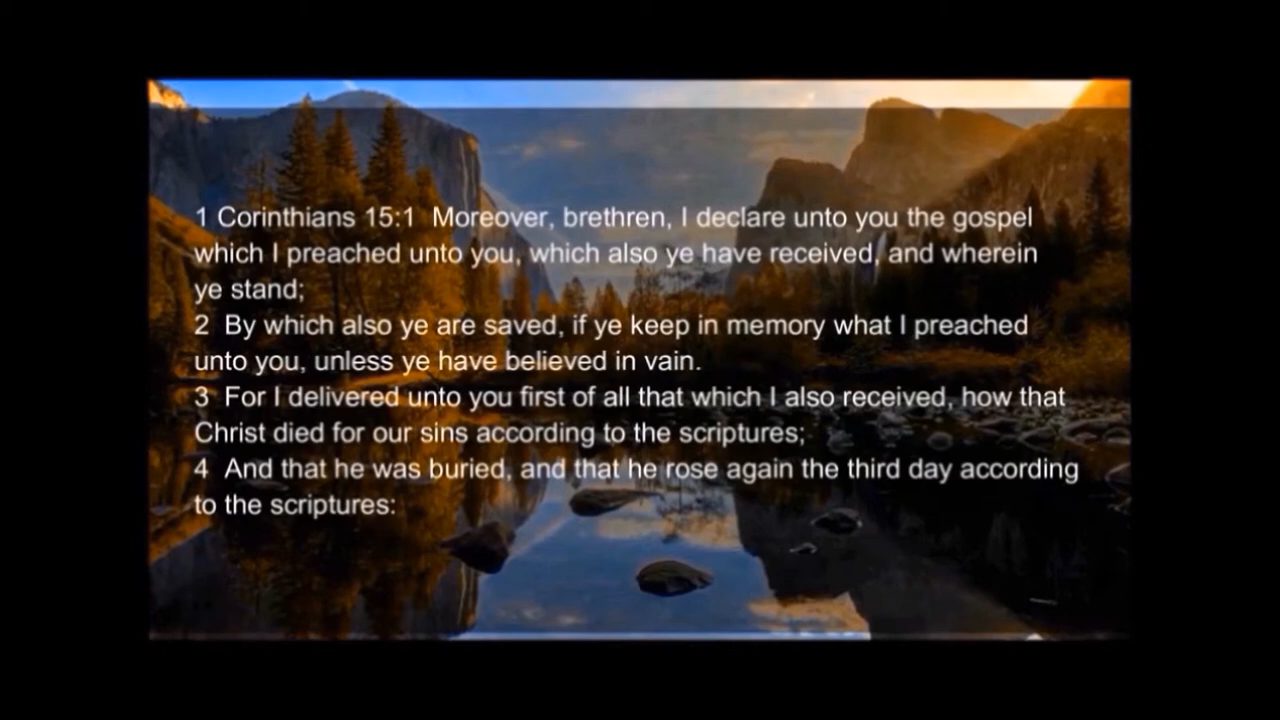 1 Corinthians 15:1  Moreover, brethren, I declare unto you the gospel
which I preached unto you, which also ye have received, and wherein
ye stand;
2  By which also ye are saved, if ye keep in memory what I preached
unto you, unless ye have believed in vain.
3  For I delivered unto you first of all that which I also received, how that
Christ died for our sins according to the scriptures;
4  And that he was buried, and that he rose again the third day according
to the scriptures: